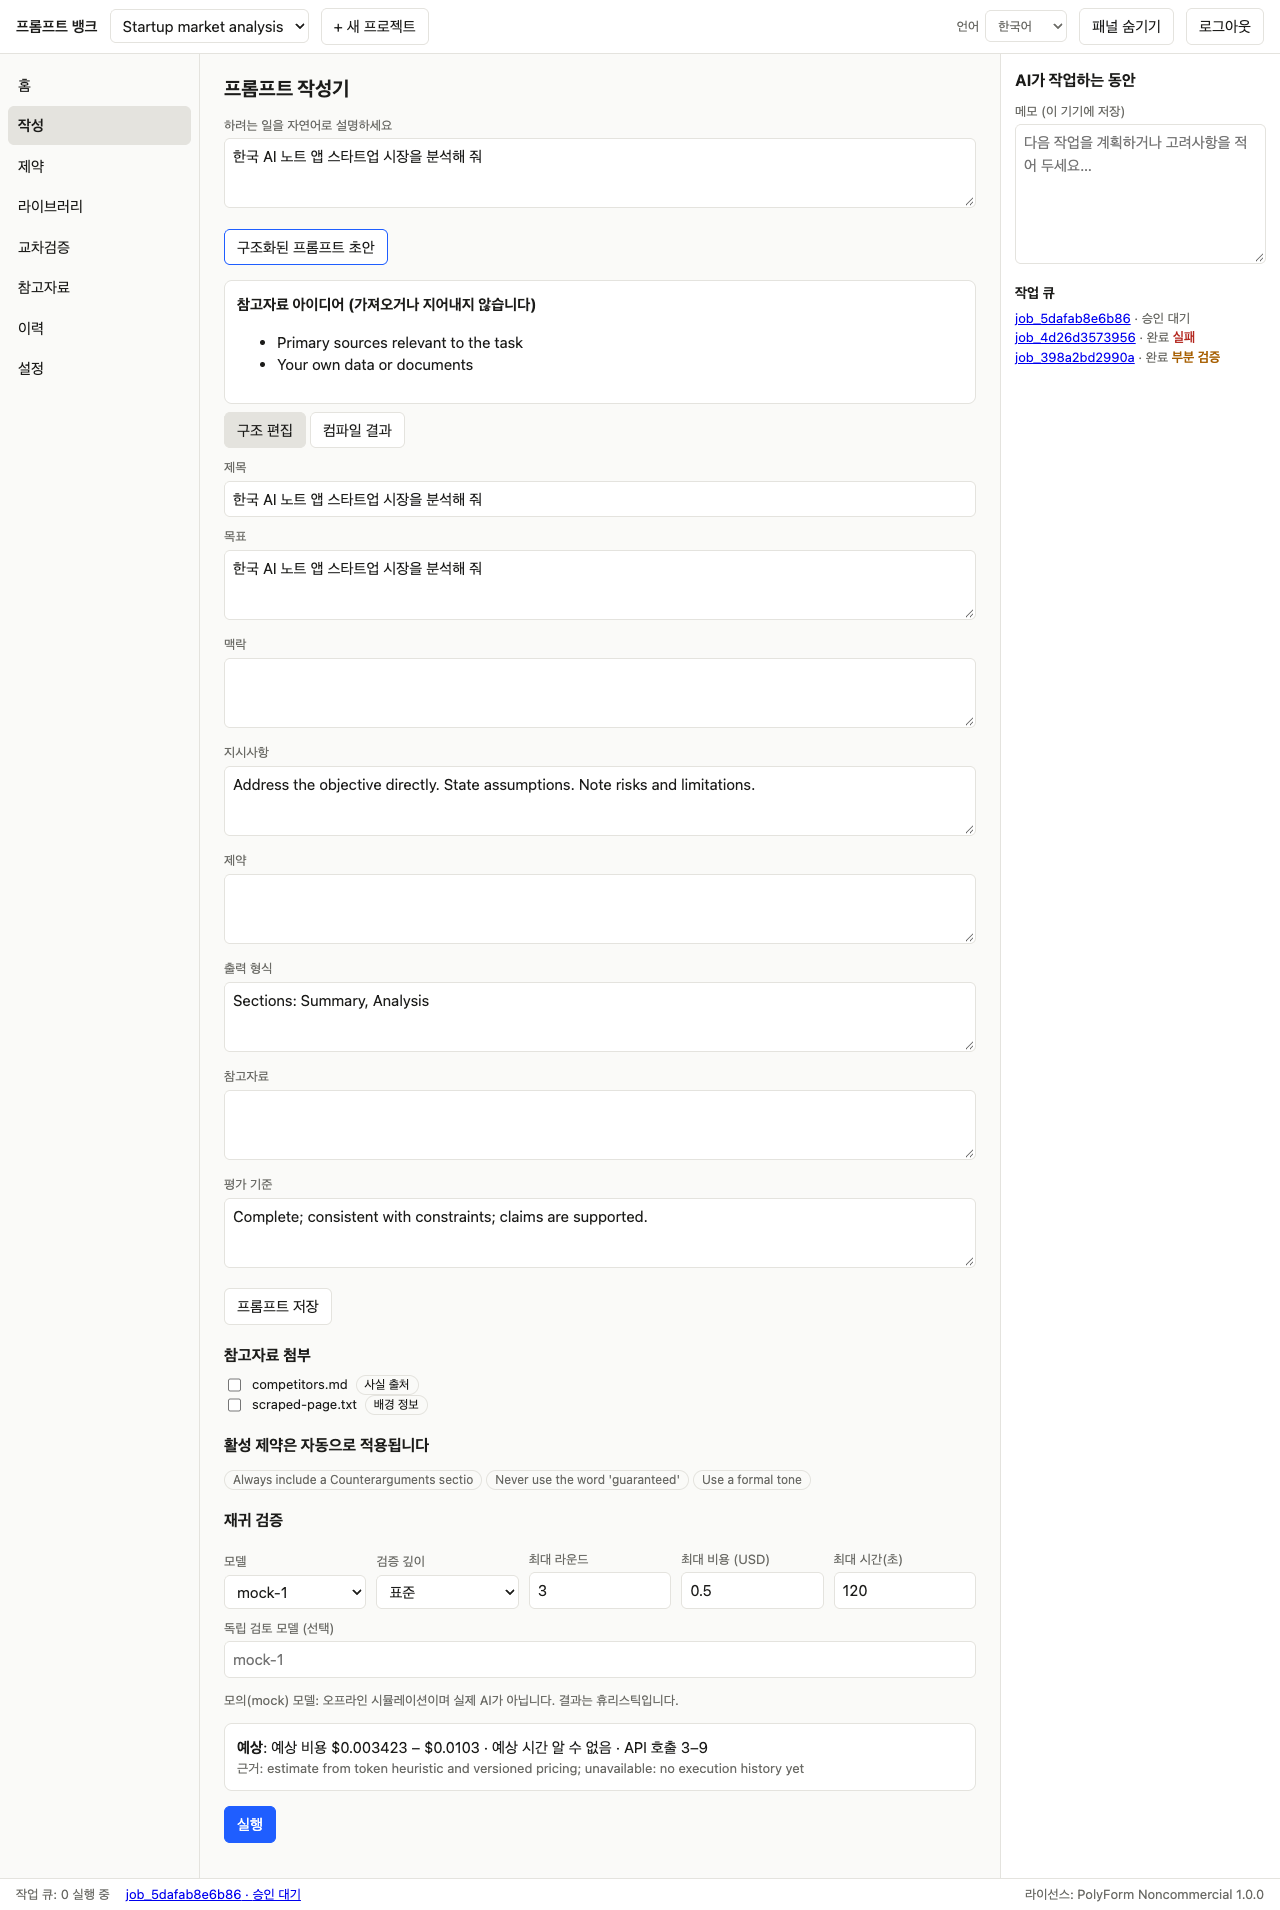 프롬프트 뱅크
Startup market analysis
+ 새 프로젝트
언어
한국어
패널 숨기기
로그아웃
홈
작성
제약
라이브러리
교차검증
참고자료
이력
설정
프롬프트 작성기
하려는 일을 자연어로 설명하세요
한국 AI 노트 앱 스타트업 시장을 분석해 줘
구조화된 프롬프트 초안
참고자료 아이디어 (가져오거나 지어내지 않습니다)
• Primary sources relevant to the task
• Your own data or documents
구조 편집
컴파일 결과
제목
한국 AI 노트 앱 스타트업 시장을 분석해 줘
목표
한국 AI 노트 앱 스타트업 시장을 분석해 줘
맥락
지시사항
Address the objective directly. State assumptions. Note risks and limitations.
제약
출력 형식
Sections: Summary, Analysis
참고자료
평가 기준
Complete; consistent with constraints; claims are supported.
프롬프트 저장
참고자료 첨부
competitors.md 사실 출처
scraped-page.txt 배경 정보
활성 제약은 자동으로 적용됩니다
Always include a Counterarguments sectio
Never use the word 'guaranteed'
Use a formal tone
재귀 검증
모델
검증 깊이
최대 라운드
최대 비용 (USD)
최대 시간(초)
mock-1
표준
3
0.5
120
독립 검토 모델 (선택)
mock-1
모의(mock) 모델: 오프라인 시뮬레이션이며 실제 AI가 아닙니다. 결과는 휴리스틱입니다.
예상: 예상 비용 $0.003423 – $0.0103 · 예상 시간 알 수 없음 · API 호출 3–9
근거: estimate from token heuristic and versioned pricing; unavailable: no execution history yet
실행
AI가 작업하는 동안
메모 (이 기기에 저장)
다음 작업을 계획하거나 고려사항을 적
어 두세요...
작업 큐
job_5dafab8e6b86 · 승인 대기
job_4d26d3573956 · 완료 실패
job_398a2bd2990a · 완료 부분 검증
작업 큐: 0 실행 중
job_5dafab8e6b86 · 승인 대기
라이선스: PolyForm Noncommercial 1.0.0